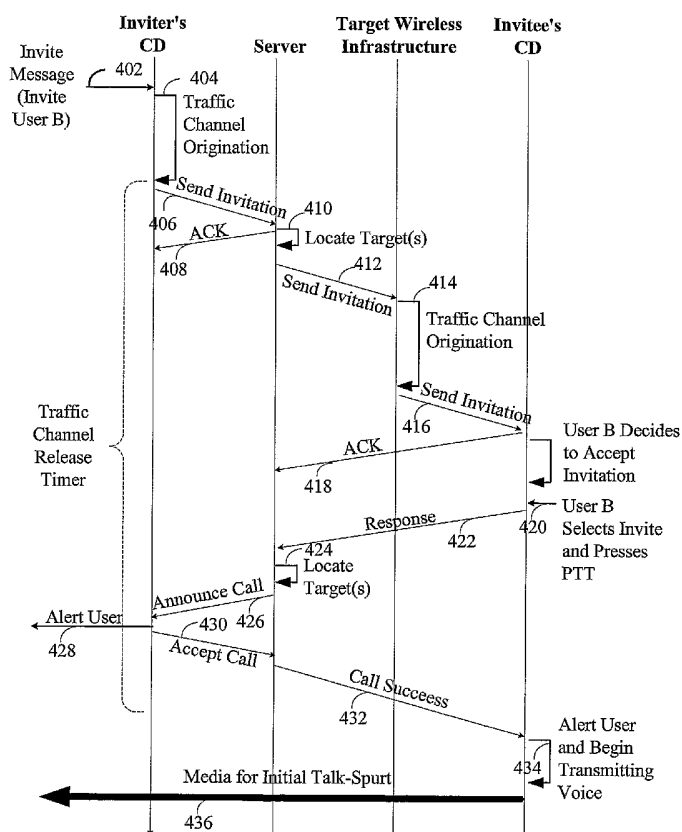 Inviter's
CD
Server
Target Wireless
Infrastructure
Invitee's
CD
Invite
Message
(Invite
User B)
402
404
Traffic
Channel
Origination
Send Invitation
406
410
Locate Target(s)
ACK
408
412
Send Invitation
414
Traffic Channel
Origination
Send Invitation
416
Traffic
Channel
Release
Timer
ACK
418
User B Decides
to Accept
Invitation
420
User B
Selects Invite
and Presses
PTT
Response
422
424
Locate
Target(s)
Announce Call
426
Alert User
428
430
Accept Call
Call Succeess
432
Alert User
and Begin
Transmitting
Voice
434
Media for Initial Talk-Spurt
436